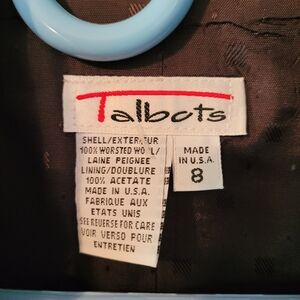 Talbots
SHELL/EXTERIEUR
100% WORSTED WOOL/
LAINE PEIGNEE
LINING/DOUBLURE
100% ACETATE
MADE IN U.S.A.
FABRIQUE AUX
ETATS UNIS
SEE REVERSE FOR CARE
VOIR VERSO POUR
ENTRETIEN
MADE
IN U.S.A.
8